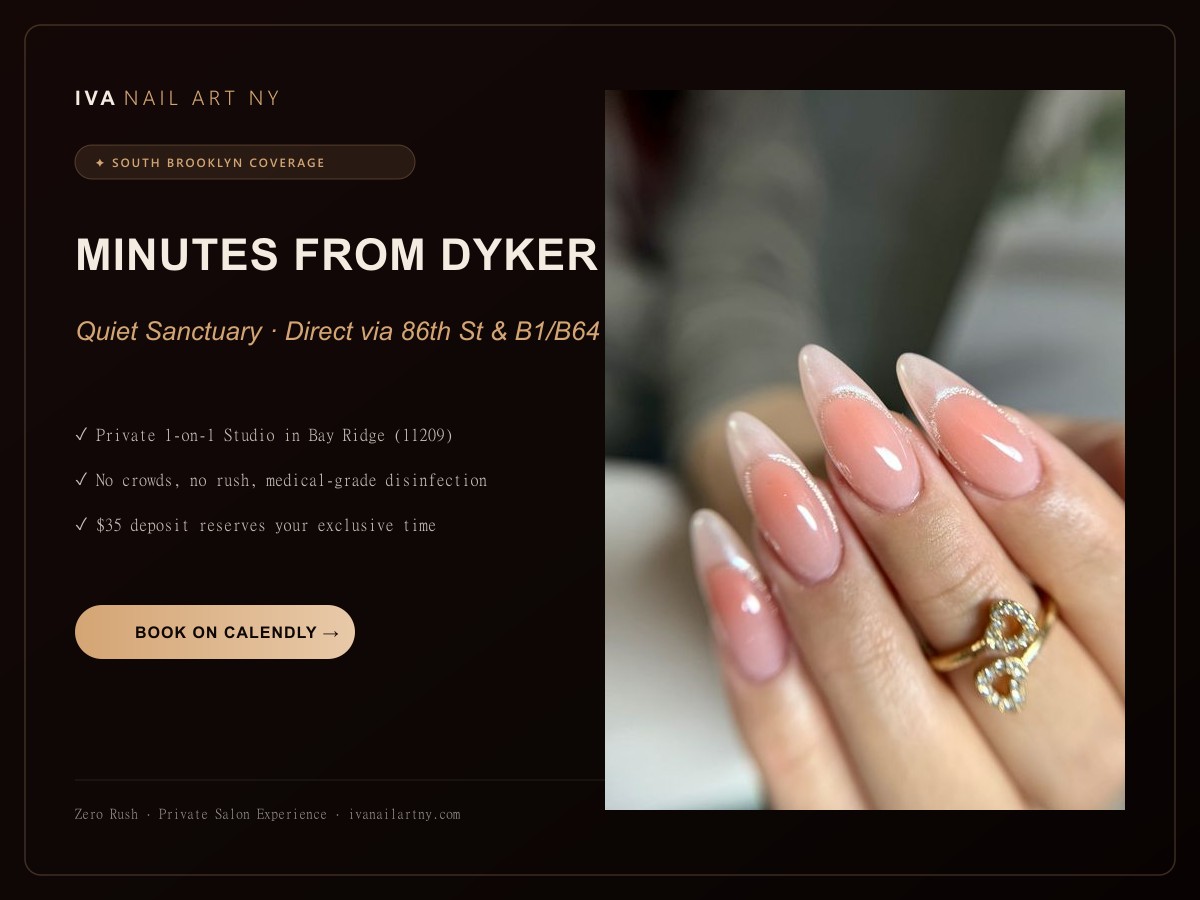 IVA NAIL ART NY
✦ SOUTH BROOKLYN COVERAGE
MINUTES FROM DYKER
Quiet Sanctuary · Direct via 86th St & B1/B64
✓ Private 1-on-1 Studio in Bay Ridge (11209)
✓ No crowds, no rush, medical-grade disinfection
✓ $35 deposit reserves your exclusive time
BOOK ON CALENDLY →
Zero Rush · Private Salon Experience · ivanailartny.com